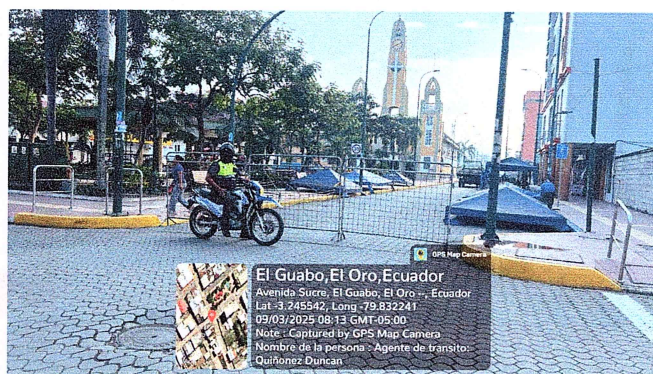 GPS Map Camera
El Guabo,El Oro,Ecuador
Avenida Sucre, El Guabo, El Oro --, Ecuador
Lat -3.245542, Long -79.832241
09/03/2025 08:13 GMT-05:00
Note : Captured by GPS Map Camera
Nombre de la persona : Agente de transito:
Quiñonez Duncan